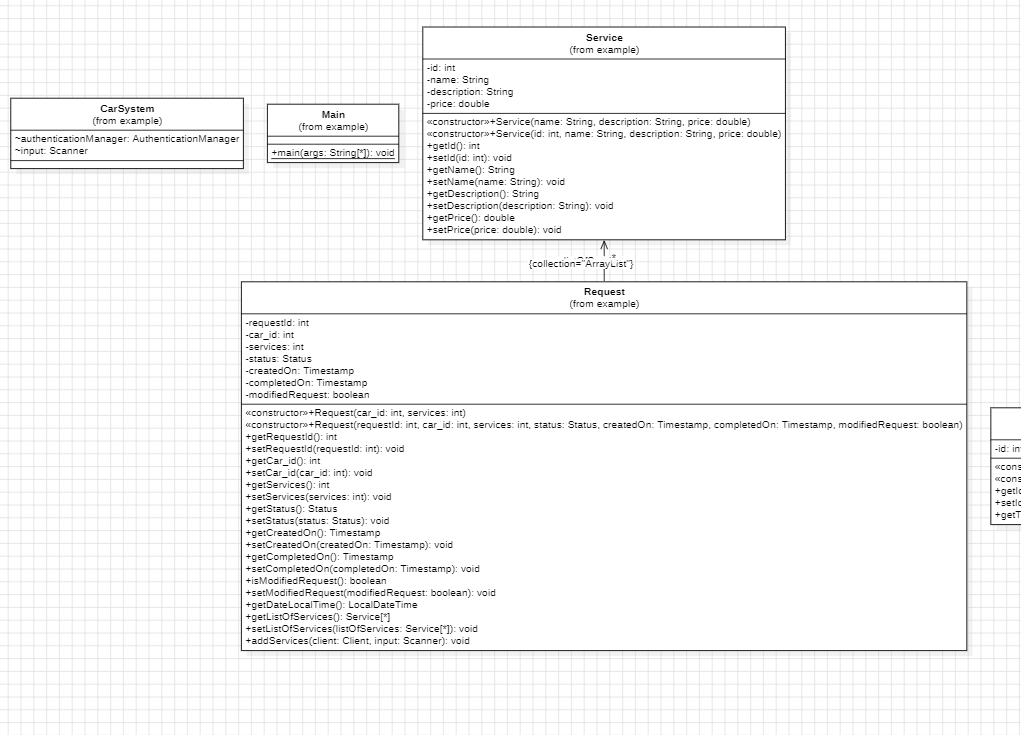 Service
(from example)
-id: int
-name: String
-description: String
-price: double
«constructor»+Service(name: String, description: String, price: double)
«constructor»+Service(id: int, name: String, description: String, price: double)
+getId(): int
+setId(id: int): void
+getName(): String
+setName(name: String): void
+getDescription(): String
+setDescription(description: String): void
+getPrice(): double
+setPrice(price: double): void
CarSystem
(from example)
~authenticationManager: AuthenticationManager
~input: Scanner
Main
(from example)
+main(args: String[*]): void
{collection="ArrayList"}
Request
(from example)
-requestId: int
-car_id: int
-services: int
-status: Status
-createdOn: Timestamp
-completedOn: Timestamp
-modifiedRequest: boolean
«constructor»+Request(car_id: int, services: int)
«constructor»+Request(requestId: int, car_id: int, services: int, status: Status, createdOn: Timestamp, completedOn: Timestamp, modifiedRequest: boolean)
+getRequestId(): int
+setRequestId(requestId: int): void
+getCar_id(): int
+setCar_id(car_id: int): void
+getServices(): int
+setServices(services: int): void
+getStatus(): Status
+setStatus(status: Status): void
+getCreatedOn(): Timestamp
+setCreatedOn(createdOn: Timestamp): void
+getCompletedOn(): Timestamp
+setCompletedOn(completedOn: Timestamp): void
+isModifiedRequest(): boolean
+setModifiedRequest(modifiedRequest: boolean): void
+getDateLocalTime(): LocalDateTime
+getListOfServices(): Service[*]
+setListOfServices(listOfServices: Service[*]): void
+addServices(client: Client, input: Scanner): void
-id: in
«cons
«cons
+getId
+setId
+getT